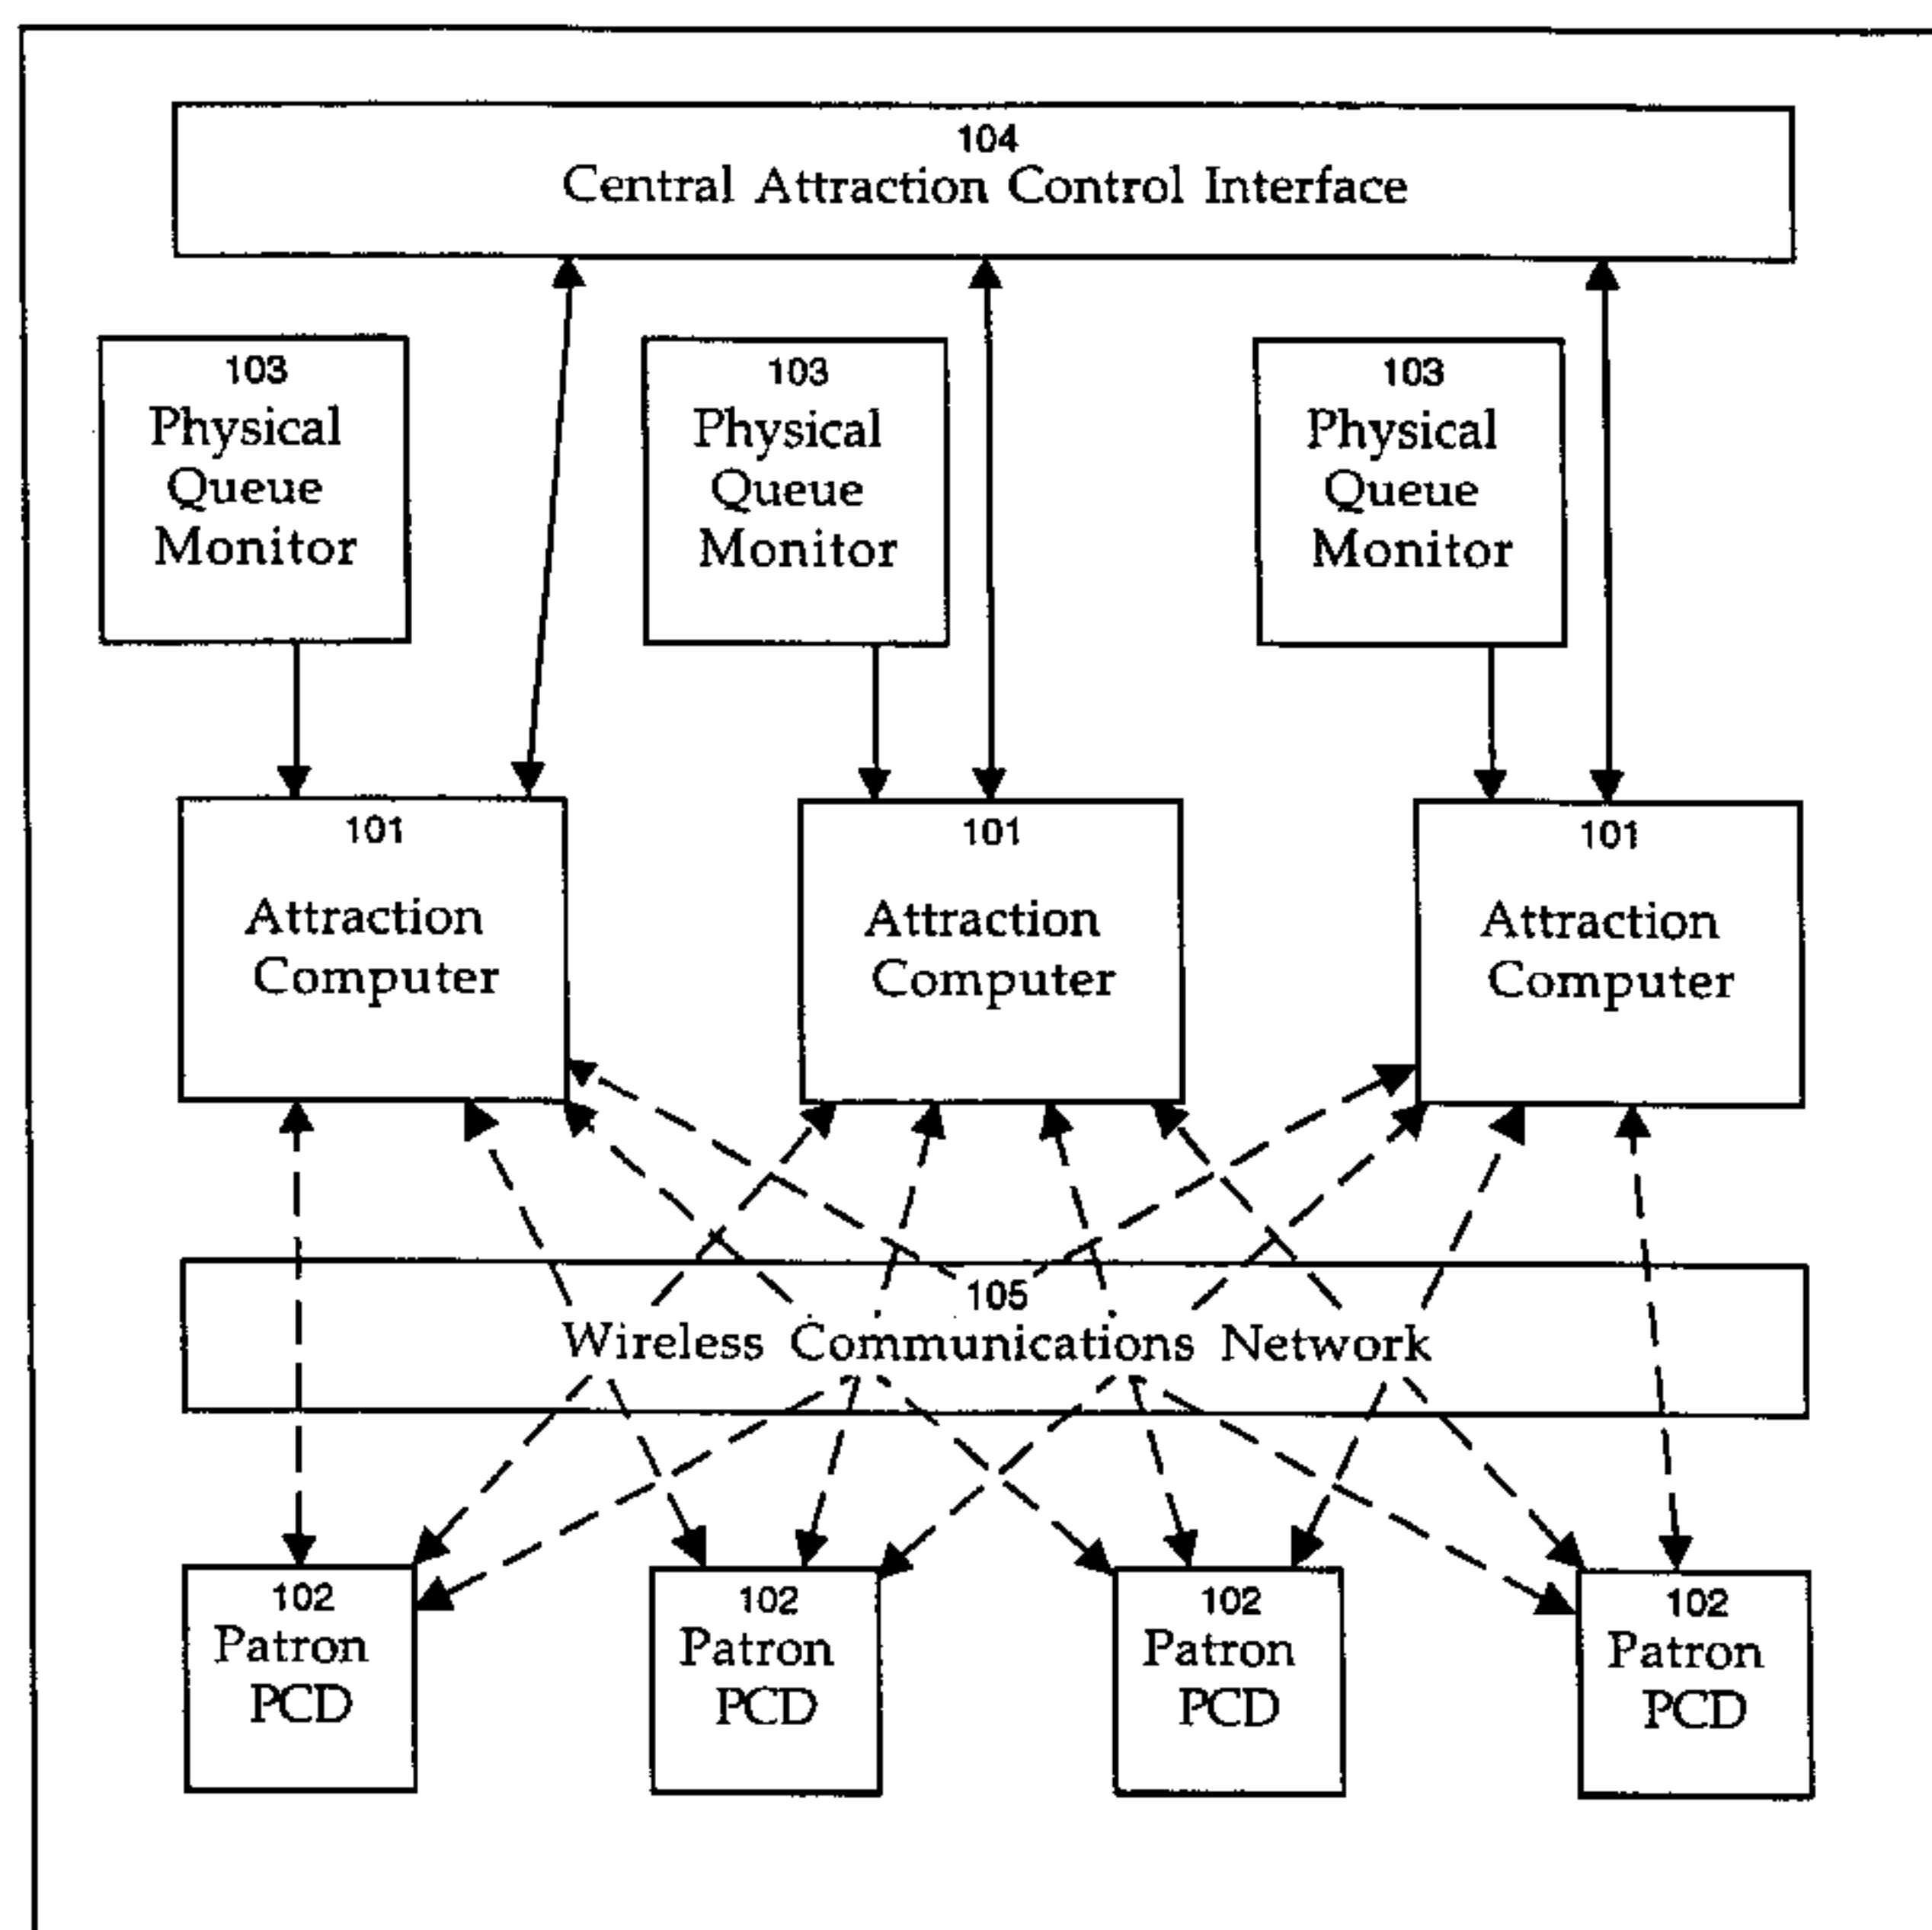 104
Central Attraction Control Interface
103
Physical
Queue
Monitor
103
Physical
Queue
Monitor
103
Physical
Queue
Monitor
101
Attraction
Computer
101
Attraction
Computer
101
Attraction
Computer
105
Wireless Communications Network
102
Patron
PCD
102
Patron
PCD
102
Patron
PCD
102
Patron
PCD